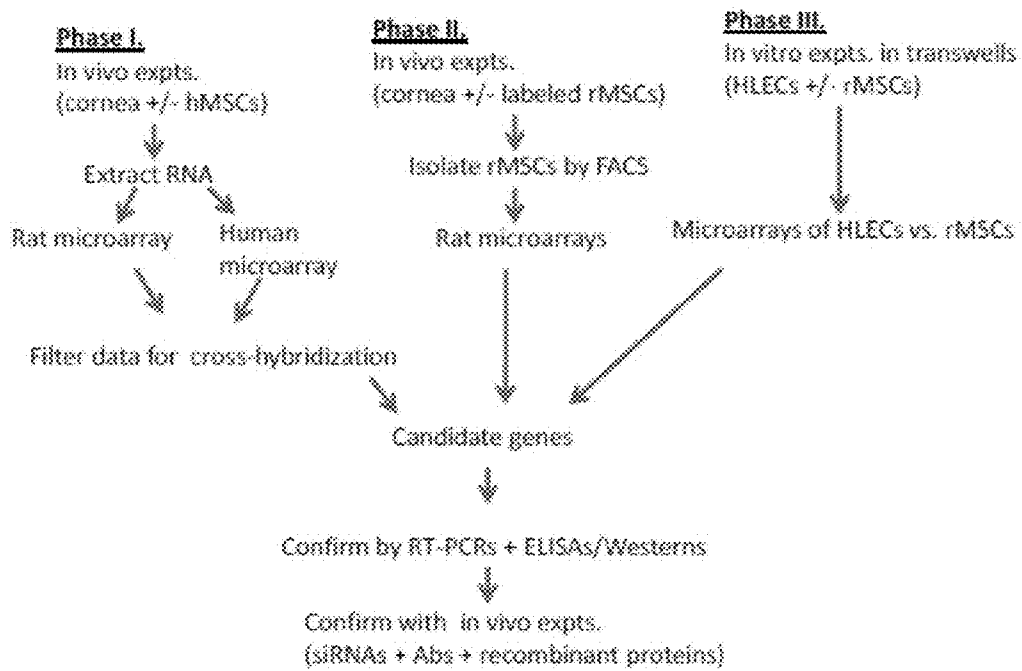 Phase I.
In vivo expts.
(cornea +/- hMSCs)
Extract RNA
Rat microarray
Human
microarray
Filter data for cross-hybridization
Phase II.
In vivo expts.
(cornea +/- labeled rMSCs)
Isolate rMSCs by FACS
Rat microarrays
Phase III.
In vitro expts. in transwells
(HLECs +/- rMSCs)
Microarrays of HLECs vs. rMSCs
Candidate genes
Confirm by RT-PCRs + ELISAs/Westerns
Confirm with in vivo expts.
(siRNAs + Abs + recombinant proteins)